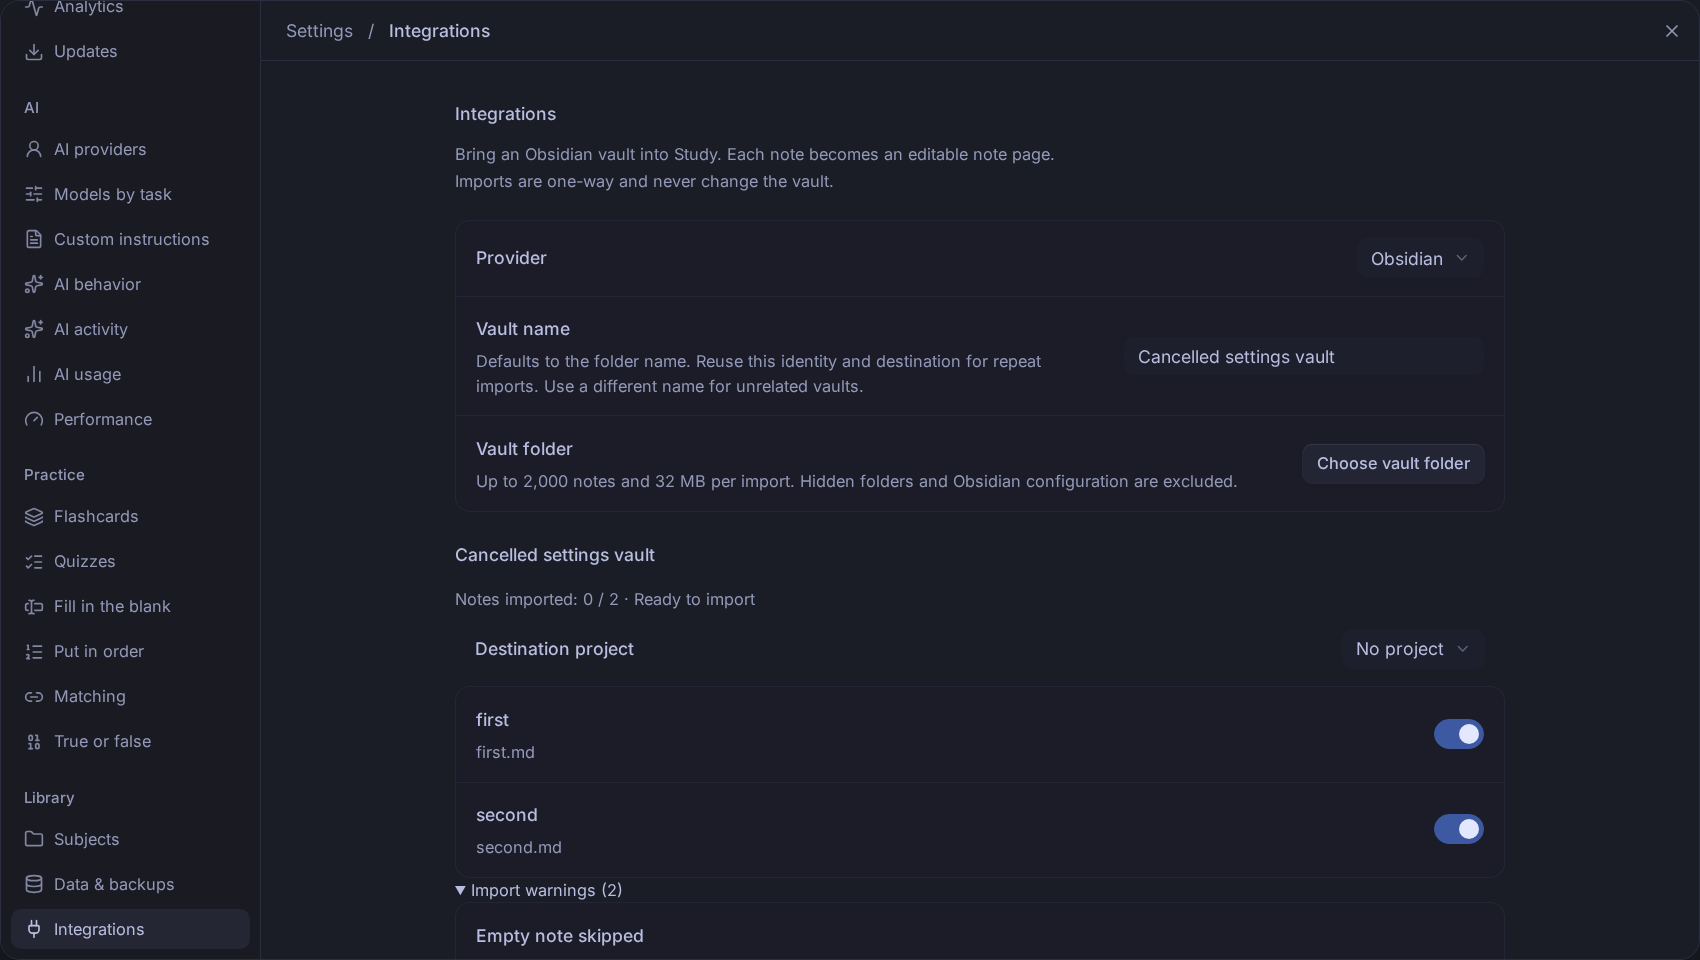 Analytics
Updates
AI
AI providers
Models by task
Custom instructions
AI behavior
AI activity
AI usage
Performance
Practice
Flashcards
Quizzes
Fill in the blank
Put in order
Matching
True or false
Library
Subjects
Data & backups
Integrations
Settings / Integrations
Integrations
Bring an Obsidian vault into Study. Each note becomes an editable note page.
Imports are one-way and never change the vault.
Provider
Obsidian
Vault name
Defaults to the folder name. Reuse this identity and destination for repeat
imports. Use a different name for unrelated vaults.
Cancelled settings vault
Vault folder
Up to 2,000 notes and 32 MB per import. Hidden folders and Obsidian configuration are excluded.
Choose vault folder
Cancelled settings vault
Notes imported: 0 / 2 · Ready to import
Destination project
No project
first
first.md
second
second.md
Import warnings (2)
Empty note skipped